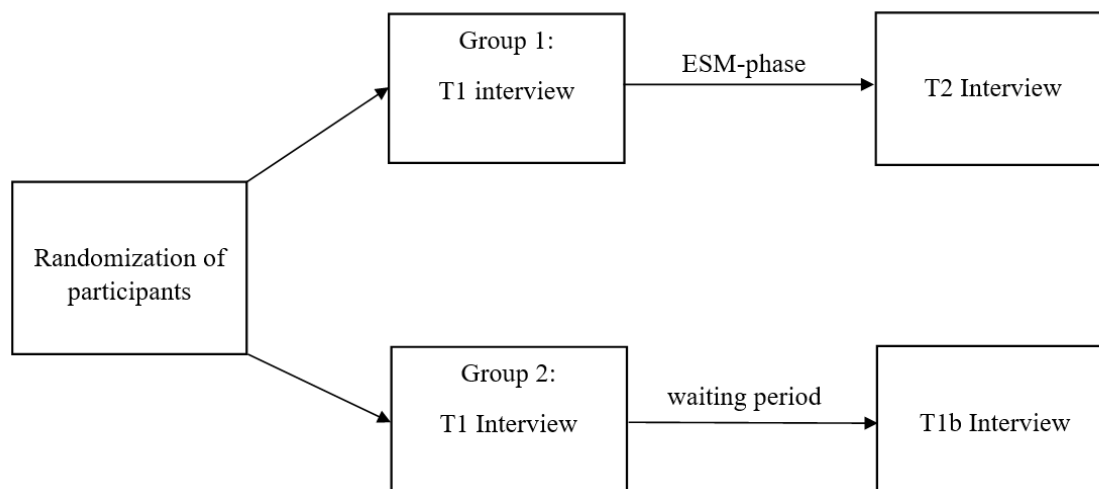 Group 1:
T1 interview
ESM-phase
T2 Interview
Randomization of
participants
Group 2:
T1 Interview
waiting period
T1b Interview